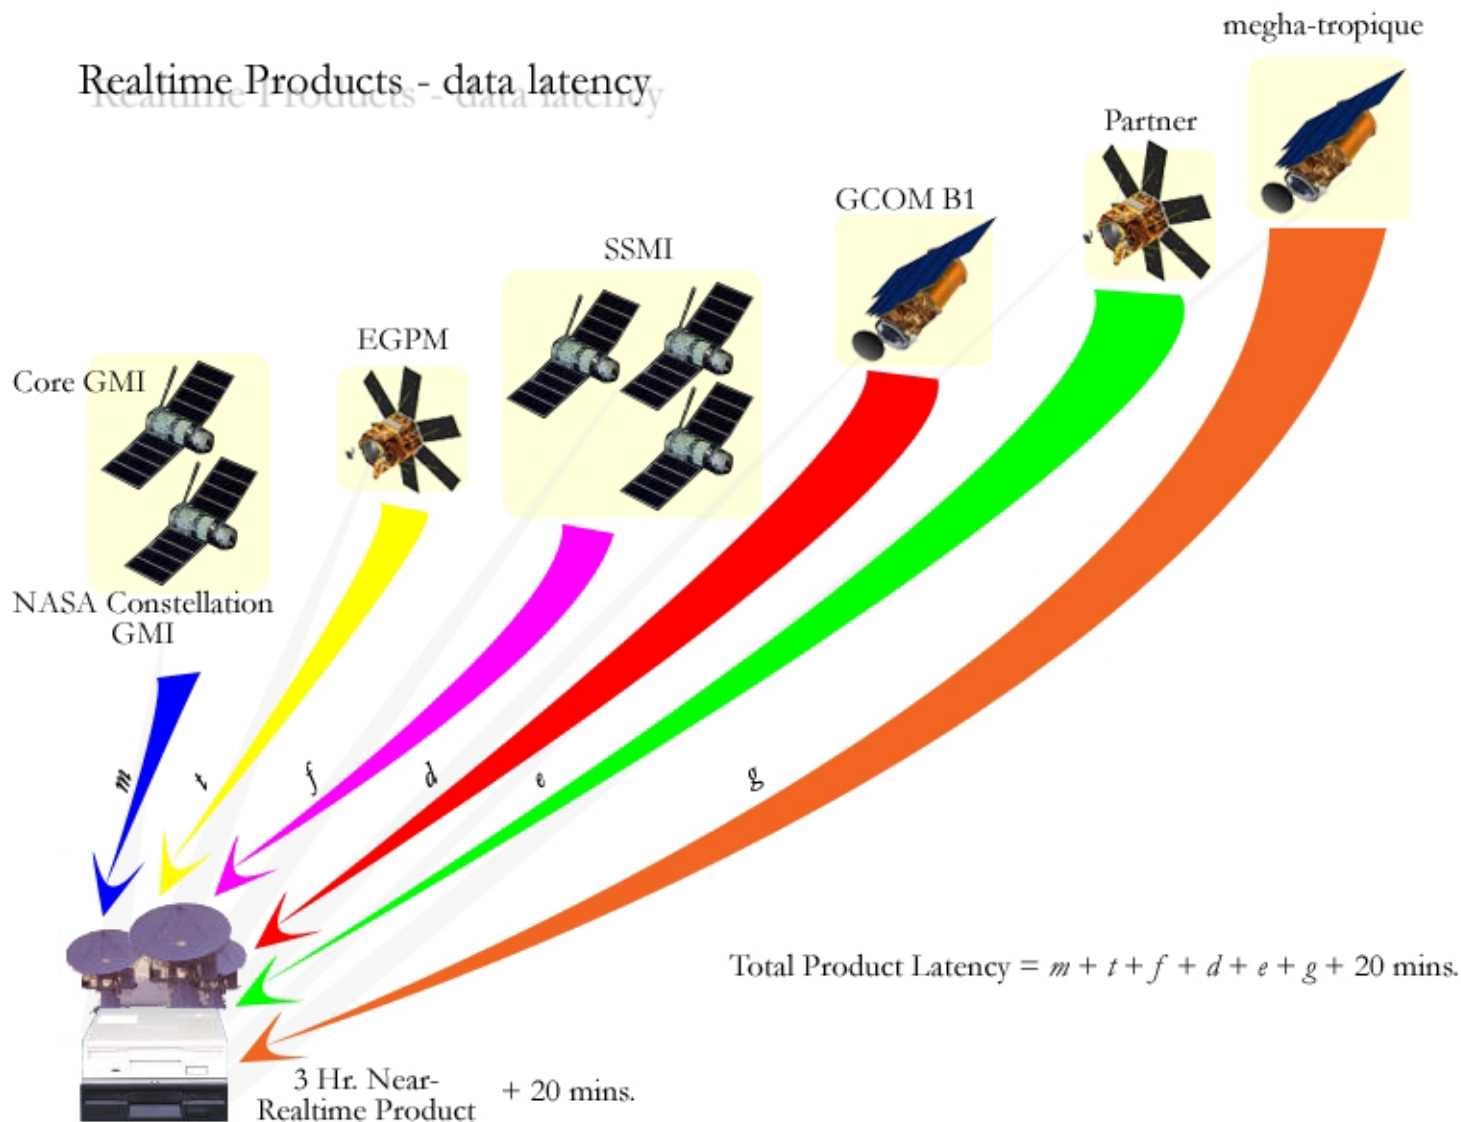 megha-tropique
Realtime Products - data latency
Partner
GCOM B1
SSMI
EGPM
Core GMI
NASA Constellation
GMI
m
t
f
d
e
g
Total Product Latency = m + t + f + d + e + g + 20 mins.
3 Hr. Near-
Realtime Product
+ 20 mins.